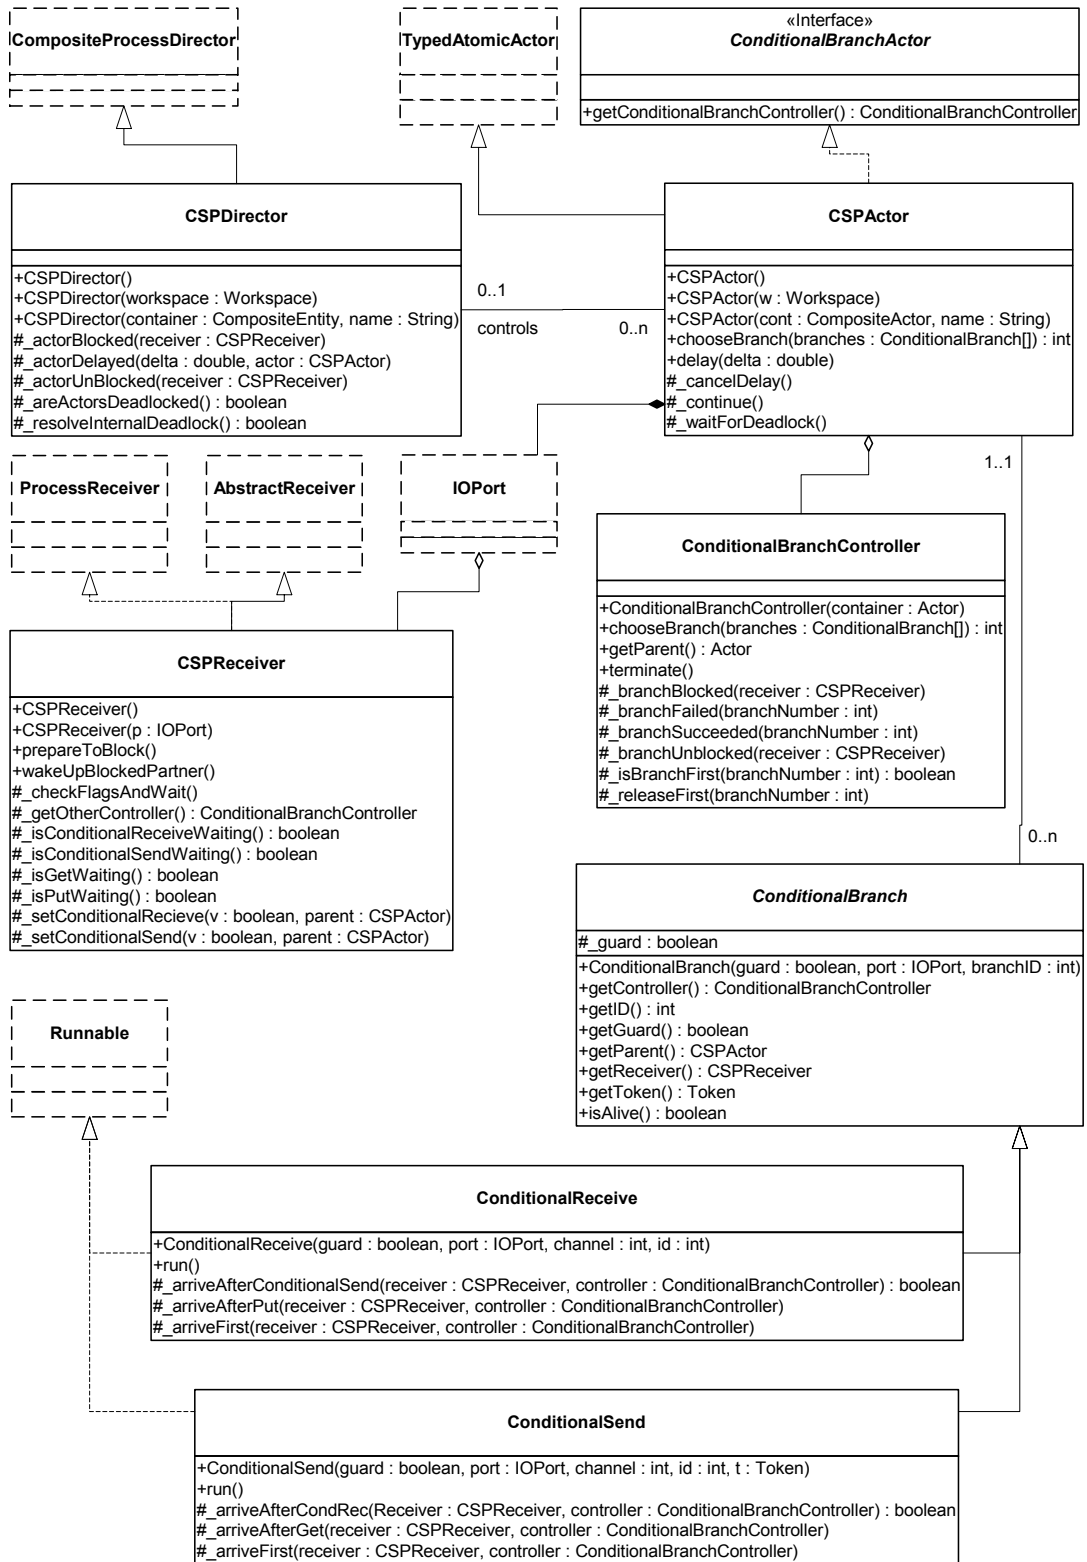 CompositeProcessDirector
TypedAtomicActor
«Interface»
ConditionalBranchActor
+getConditionalBranchController() : ConditionalBranchController
CSPDirector
+CSPDirector()
+CSPDirector(workspace : Workspace)
+CSPDirector(container : CompositeEntity, name : String)
#_actorBlocked(receiver : CSPReceiver)
#_actorDelayed(delta : double, actor : CSPActor)
#_actorUnBlocked(receiver : CSPReceiver)
#_areActorsDeadlocked() : boolean
#_resolveInternalDeadlock() : boolean
0..1
controls
0..n
CSPActor
+CSPActor()
+CSPActor(w : Workspace)
+CSPActor(cont : CompositeActor, name : String)
+chooseBranch(branches : ConditionalBranch[]) : int
+delay(delta : double)
#_cancelDelay()
#_continue()
#_waitForDeadlock()
1..1
ProcessReceiver
AbstractReceiver
IOPort
ConditionalBranchController
+ConditionalBranchController(container : Actor)
+chooseBranch(branches : ConditionalBranch[]) : int
+getParent() : Actor
+terminate()
#_branchBlocked(receiver : CSPReceiver)
#_branchFailed(branchNumber : int)
#_branchSucceeded(branchNumber : int)
#_branchUnblocked(receiver : CSPReceiver)
#_isBranchFirst(branchNumber : int) : boolean
#_releaseFirst(branchNumber : int)
CSPReceiver
+CSPReceiver()
+CSPReceiver(p : IOPort)
+prepareToBlock()
+wakeUpBlockedPartner()
#_checkFlagsAndWait()
#_getOtherController() : ConditionalBranchController
#_isConditionalReceiveWaiting() : boolean
#_isConditionalSendWaiting() : boolean
#_isGetWaiting() : boolean
#_isPutWaiting() : boolean
#_setConditionalRecieve(v : boolean, parent : CSPActor)
#_setConditionalSend(v : boolean, parent : CSPActor)
0..n
ConditionalBranch
#_guard : boolean
+ConditionalBranch(guard : boolean, port : IOPort, branchID : int)
+getController() : ConditionalBranchController
+getID() : int
+getGuard() : boolean
+getParent() : CSPActor
+getReceiver() : CSPReceiver
+getToken() : Token
+isAlive() : boolean
Runnable
ConditionalReceive
+ConditionalReceive(guard : boolean, port : IOPort, channel : int, id : int)
+run()
#_arriveAfterConditionalSend(receiver : CSPReceiver, controller : ConditionalBranchController) : boolean
#_arriveAfterPut(receiver : CSPReceiver, controller : ConditionalBranchController)
#_arriveFirst(receiver : CSPReceiver, controller : ConditionalBranchController)
ConditionalSend
+ConditionalSend(guard : boolean, port : IOPort, channel : int, id : int, t : Token)
+run()
#_arriveAfterCondRec(Receiver : CSPReceiver, controller : ConditionalBranchController) : boolean
#_arriveAfterGet(receiver : CSPReceiver, controller : ConditionalBranchController)
#_arriveFirst(receiver : CSPReceiver, controller : ConditionalBranchController)